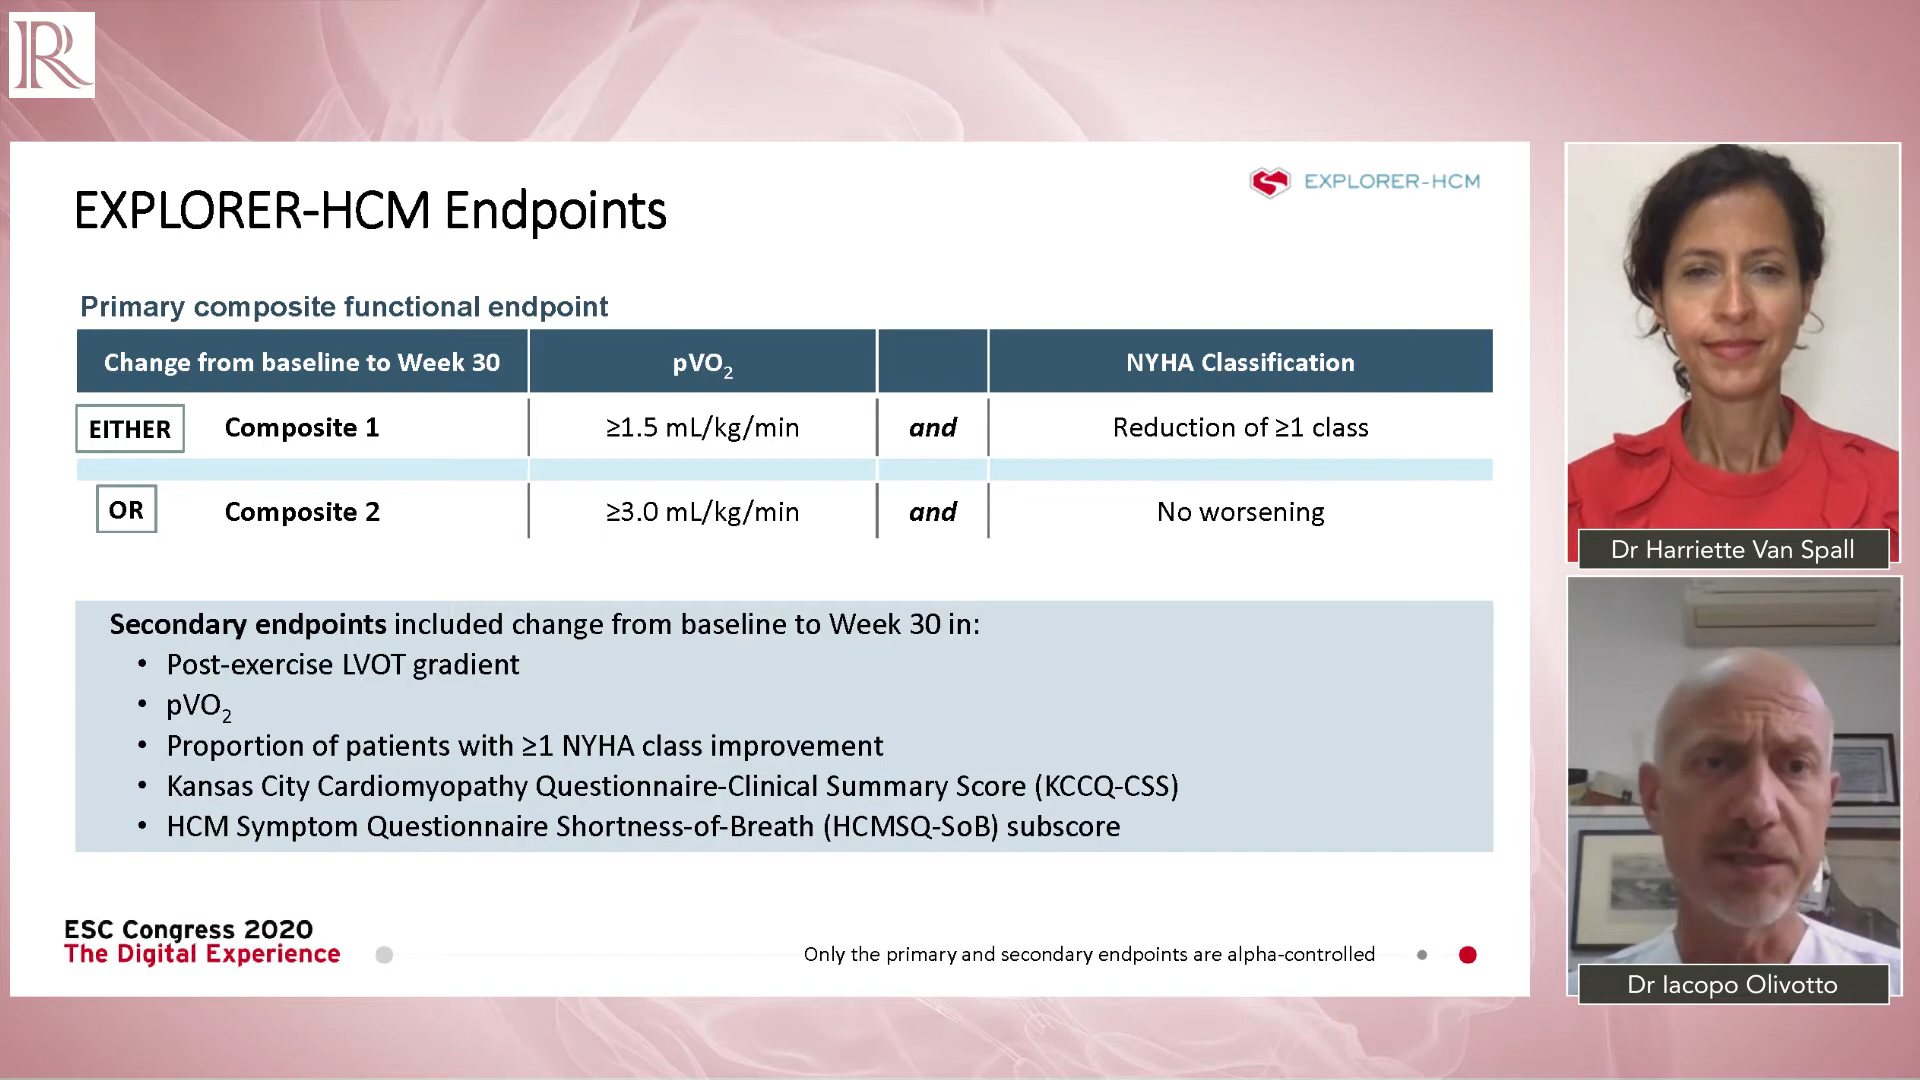 R
EXPLORER-HCM Endpoints
EXPLORER-HCM
Primary composite functional endpoint
Change from baseline to Week 30 pVO₂ NYHA Classification
EITHER Composite 1 ≥1.5 mL/kg/min and Reduction of ≥1 class
OR Composite 2 ≥3.0 mL/kg/min and No worsening
Secondary endpoints included change from baseline to Week 30 in:
• Post-exercise LVOT gradient
• pVO₂
• Proportion of patients with ≥1 NYHA class improvement
• Kansas City Cardiomyopathy Questionnaire-Clinical Summary Score (KCCQ-CSS)
• HCM Symptom Questionnaire Shortness-of-Breath (HCMSQ-SoB) subscore
ESC Congress 2020
The Digital Experience
Only the primary and secondary endpoints are alpha-controlled
Dr Harriette Van Spall
Dr Iacopo Olivotto